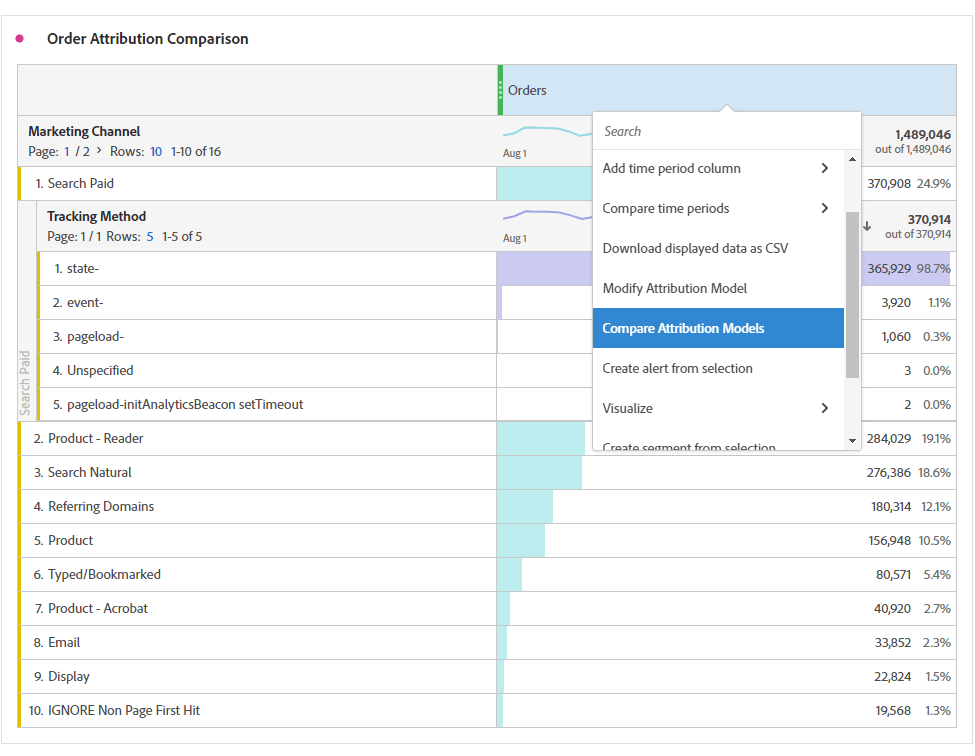 Order Attribution Comparison
Orders
Marketing Channel
Page: 1 / 2 > Rows: 10 1-10 of 16
Aug 1
1,489,046
out of 1,489,046
Search
Add time period column
Compare time periods
Download displayed data as CSV
Modify Attribution Model
Compare Attribution Models
Create alert from selection
Visualize
Create segment from selection
1. Search Paid 370,908 24.9%
Search Paid
Tracking Method
Page: 1 / 1 Rows: 5 1-5 of 5
Aug 1
370,914
out of 370,914
1. state- 365,929 98.7%
2. event- 3,920 1.1%
3. pageload- 1,060 0.3%
4. Unspecified 3 0.0%
5. pageload-initAnalyticsBeacon setTimeout 2 0.0%
2. Product - Reader 284,029 19.1%
3. Search Natural 276,386 18.6%
4. Referring Domains 180,314 12.1%
5. Product 156,948 10.5%
6. Typed/Bookmarked 80,571 5.4%
7. Product - Acrobat 40,920 2.7%
8. Email 33,852 2.3%
9. Display 22,824 1.5%
10. IGNORE Non Page First Hit 19,568 1.3%